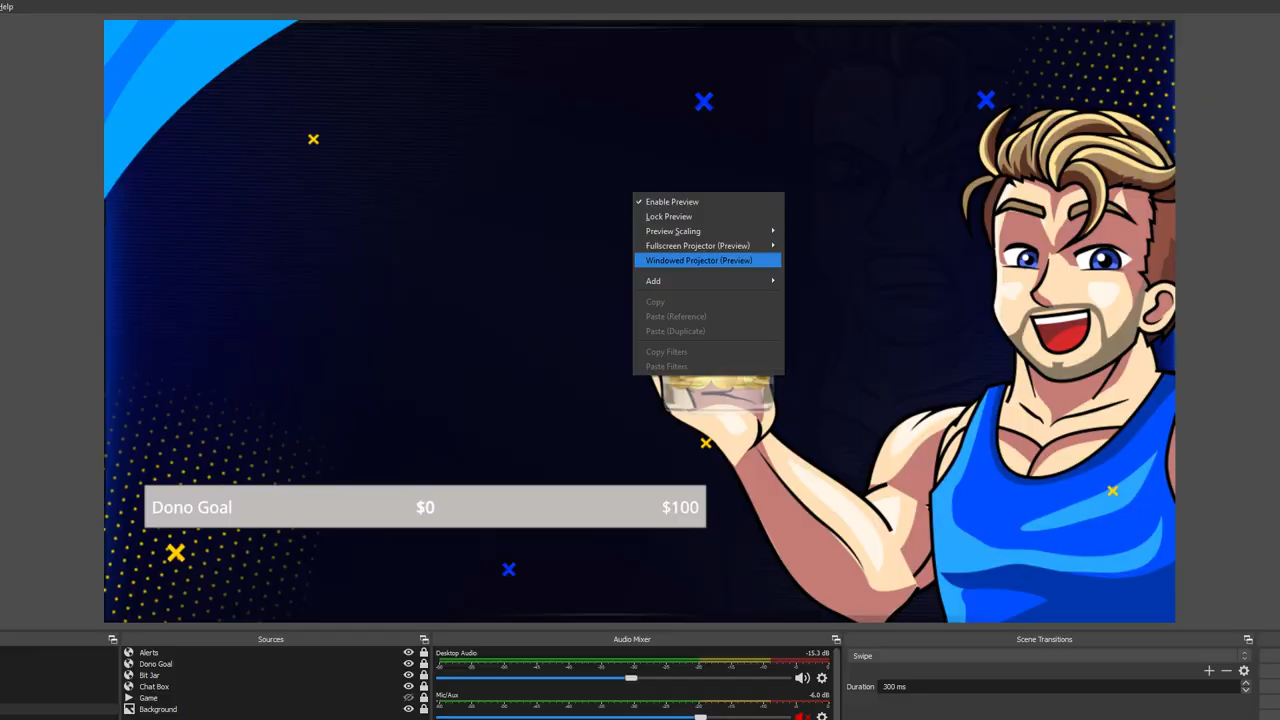 Help
Enable Preview
Lock Preview
Preview Scaling
Fullscreen Projector (Preview)
Windowed Projector (Preview)
Add
Copy
Paste (Reference)
Paste (Duplicate)
Copy Filters
Paste Filters
Dono Goal $0 $100
Sources
Audio Mixer
Scene Transitions
Alerts
Dono Goal
Bit Jar
Chat Box
Game
Background
Desktop Audio -15.3 dB
Mic/Aux -6.0 dB
Swipe
Duration 300 ms